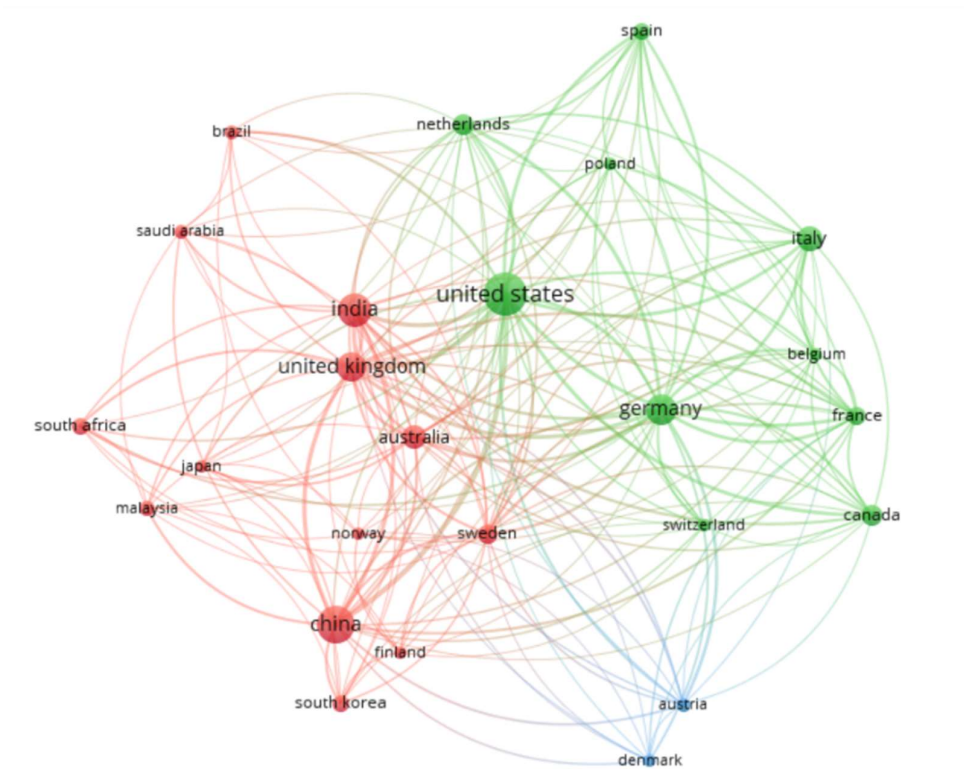 spain
netherlands
brazil
poland
saudi arabia
italy
united states
india
belgium
united kingdom
germany
france
south africa
australia
japan
malaysia
canada
switzerland
norway
sweden
china
finland
south korea
austria
denmark